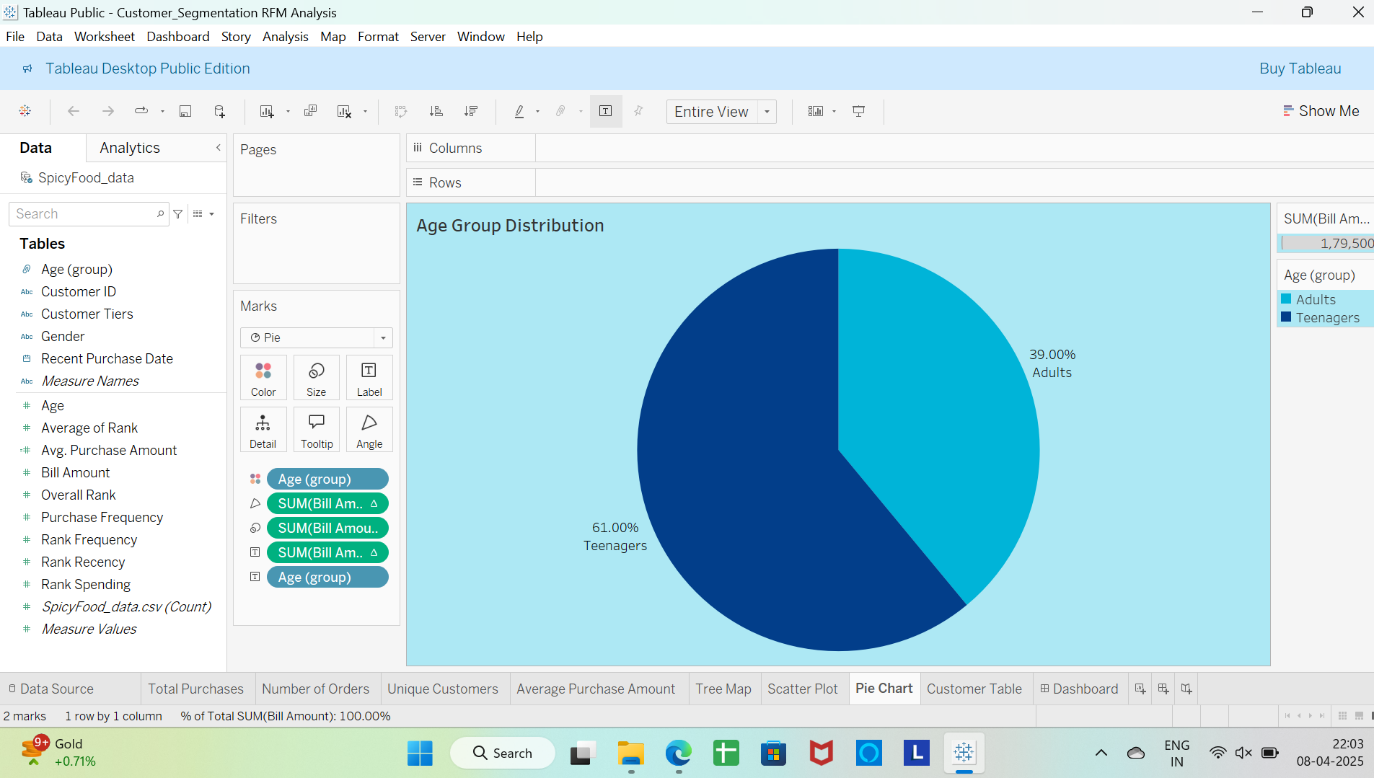 Tableau Public - Customer_Segmentation RFM Analysis
File Data Worksheet Dashboard Story Analysis Map Format Server Window Help
Tableau Desktop Public Edition
Buy Tableau
Entire View
Show Me
Data
Analytics
SpicyFood_data
Search
Tables
Age (group)
Abc Customer ID
Abc Customer Tiers
Abc Gender
Recent Purchase Date
Abc Measure Names
# Age
# Average of Rank
=# Avg. Purchase Amount
# Bill Amount
# Overall Rank
# Purchase Frequency
# Rank Frequency
# Rank Recency
# Rank Spending
# SpicyFood_data.csv (Count)
# Measure Values
Pages
Filters
Marks
Pie
Color Size Label
Detail Tooltip Angle
Age (group)
SUM(Bill Am.. Δ
SUM(Bill Amou..
SUM(Bill Am.. Δ
Age (group)
iii Columns
Rows
Age Group Distribution
39.00%
Adults
61.00%
Teenagers
SUM(Bill Am...
1,79,500
Age (group)
Adults
Teenagers
Data Source Total Purchases Number of Orders Unique Customers Average Purchase Amount Tree Map Scatter Plot Pie Chart Customer Table Dashboard
2 marks 1 row by 1 column % of Total SUM(Bill Amount): 100.00%
9+
Gold
+0.71%
Search
L
ENG
IN
22:03
08-04-2025